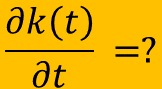 ∂k(t)/∂t =?